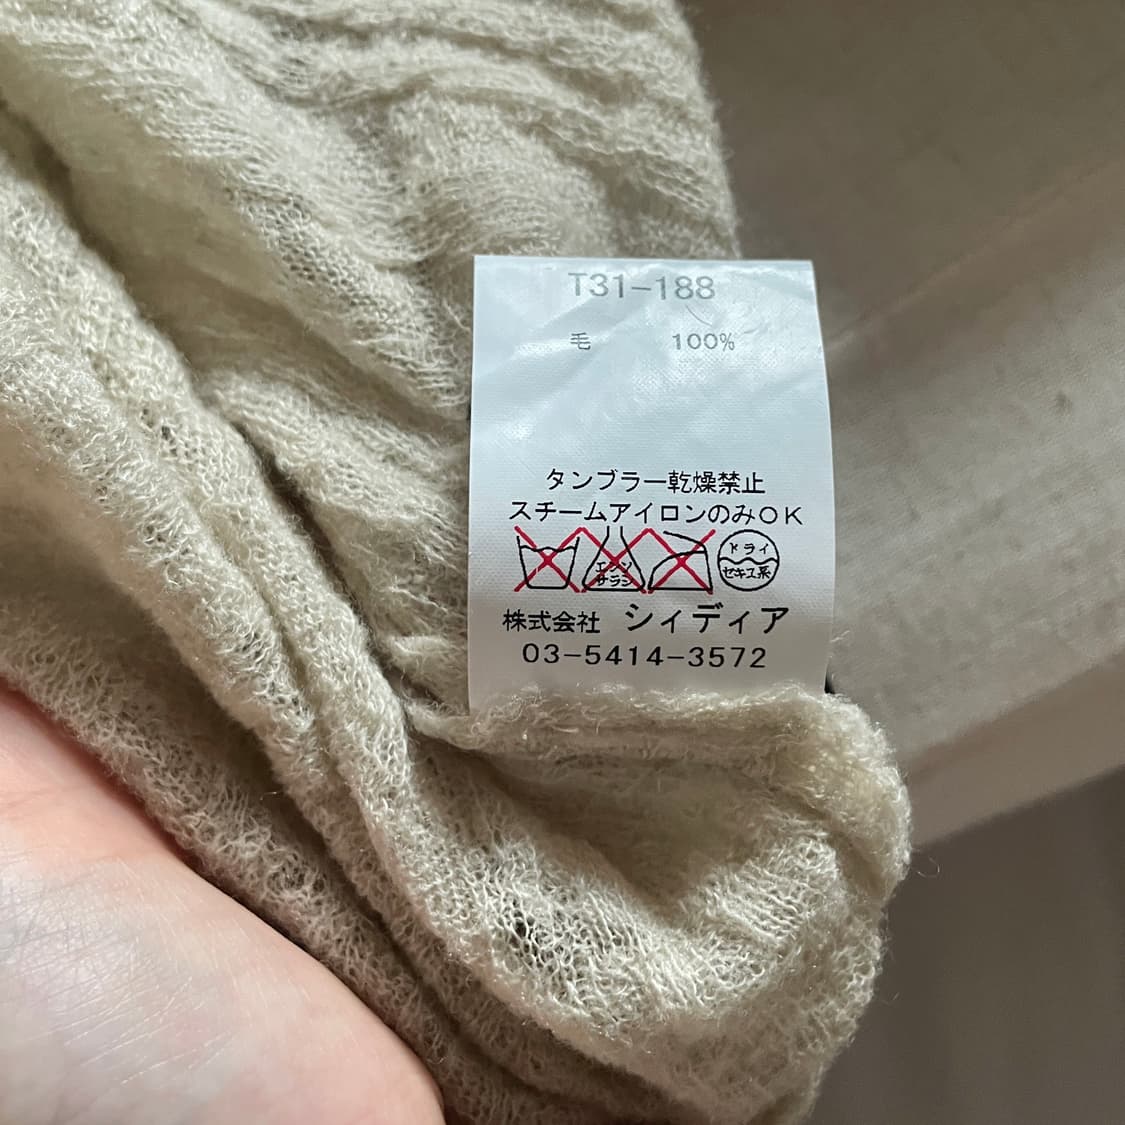 T31-188
毛 100%
タンブラー乾燥禁止
スチームアイロンのみOK
エンソ
サラシ
ドライ
セキユ系
株式会社 シィディア
03-5414-3572